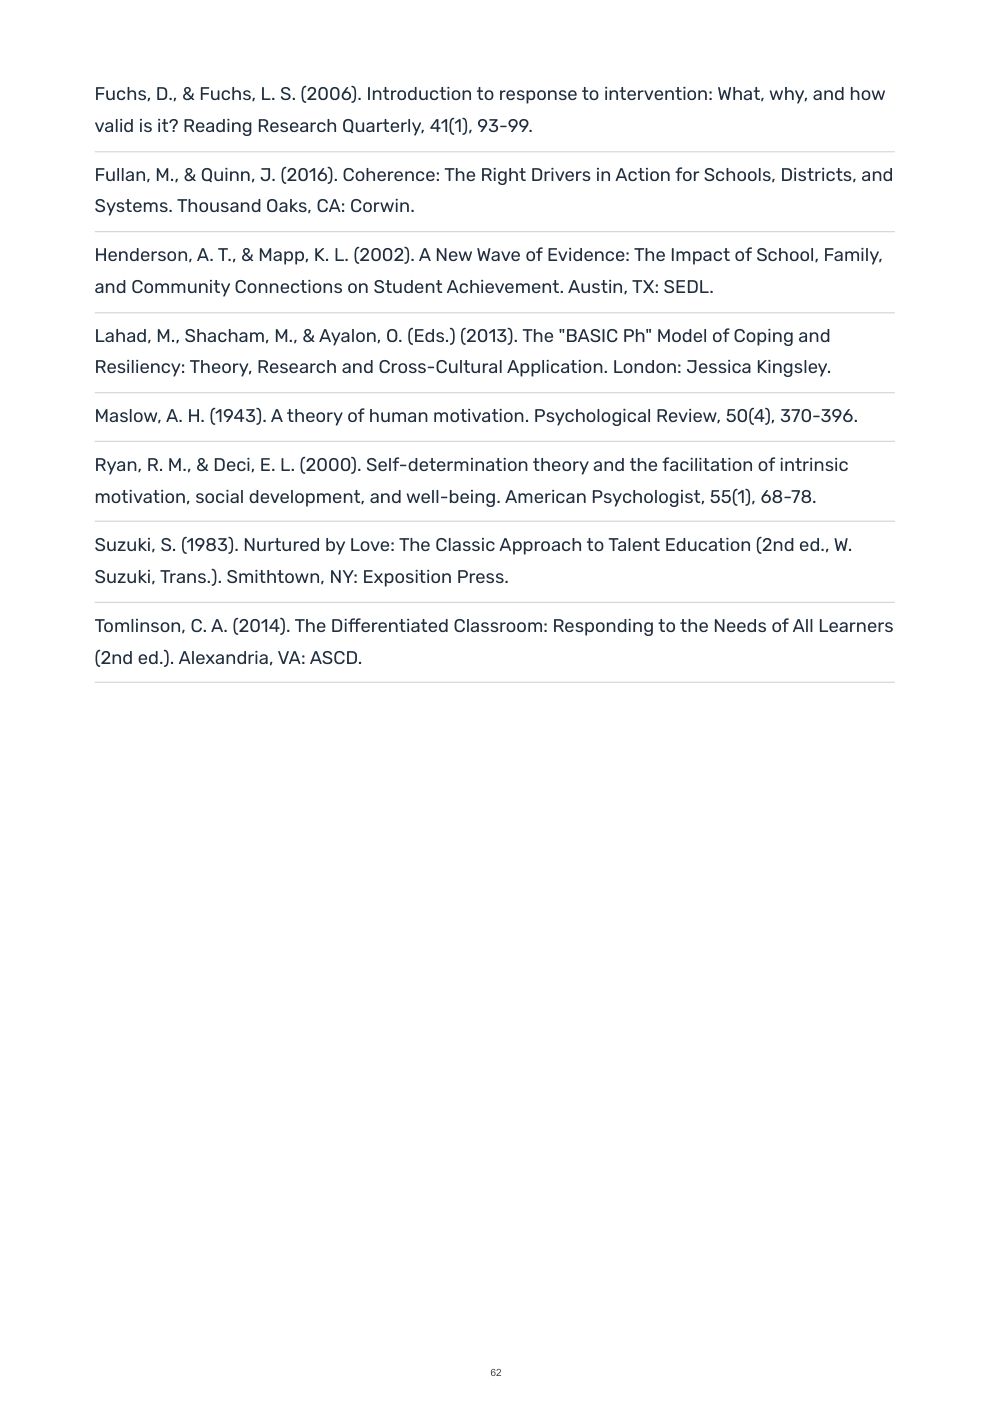 Fuchs, D., & Fuchs, L. S. (2006). Introduction to response to intervention: What, why, and how
valid is it? Reading Research Quarterly, 41(1), 93-99.
Fullan, M., & Quinn, J. (2016). Coherence: The Right Drivers in Action for Schools, Districts, and
Systems. Thousand Oaks, CA: Corwin.
Henderson, A. T., & Mapp, K. L. (2002). A New Wave of Evidence: The Impact of School, Family,
and Community Connections on Student Achievement. Austin, TX: SEDL.
Lahad, M., Shacham, M., & Ayalon, O. (Eds.) (2013). The "BASIC Ph" Model of Coping and
Resiliency: Theory, Research and Cross-Cultural Application. London: Jessica Kingsley.
Maslow, A. H. (1943). A theory of human motivation. Psychological Review, 50(4), 370-396.
Ryan, R. M., & Deci, E. L. (2000). Self-determination theory and the facilitation of intrinsic
motivation, social development, and well-being. American Psychologist, 55(1), 68-78.
Suzuki, S. (1983). Nurtured by Love: The Classic Approach to Talent Education (2nd ed., W.
Suzuki, Trans.). Smithtown, NY: Exposition Press.
Tomlinson, C. A. (2014). The Differentiated Classroom: Responding to the Needs of All Learners
(2nd ed.). Alexandria, VA: ASCD.
62